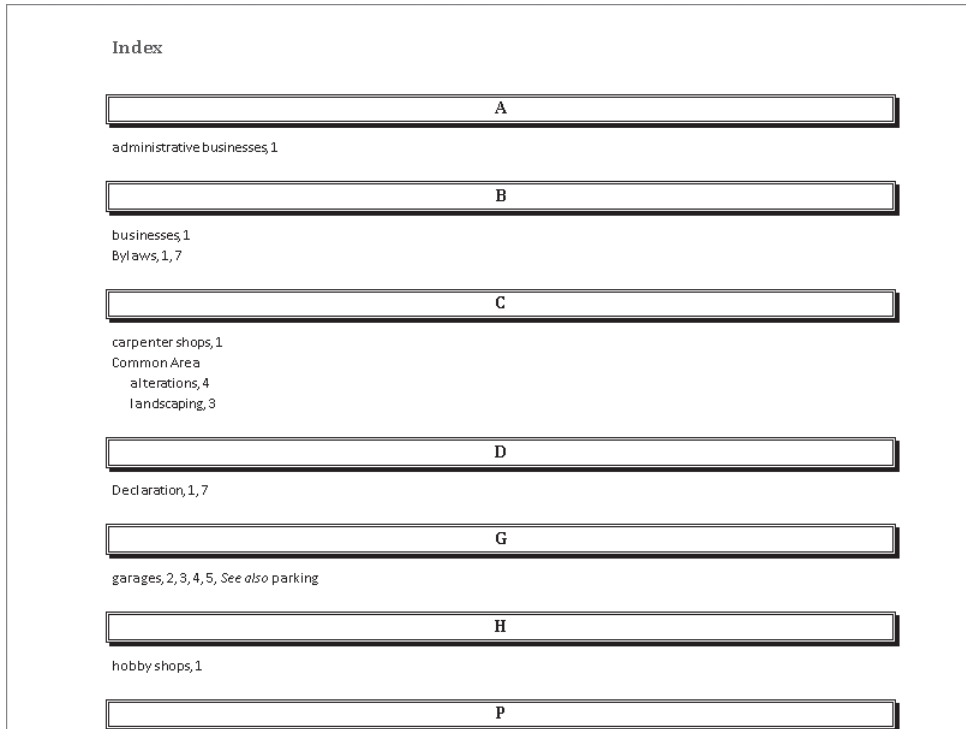 Index
A
administrative businesses, 1
B
businesses, 1
Bylaws, 1, 7
C
carpenter shops, 1
Common Area
alterations, 4
landscaping, 3
D
Declaration, 1, 7
G
garages, 2, 3, 4, 5, See also parking
H
hobby shops, 1
P